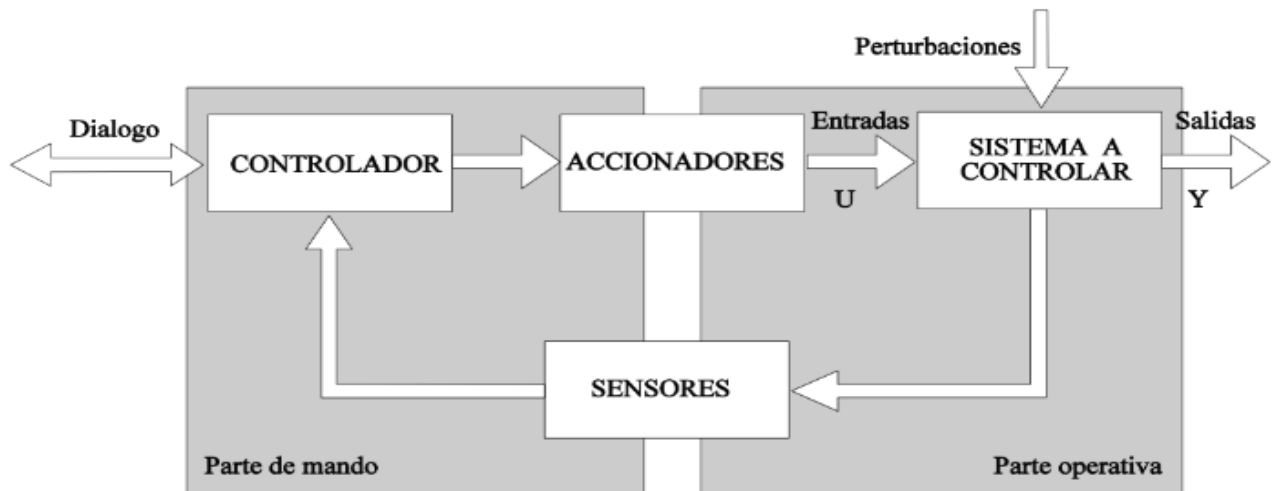 Perturbaciones
Dialogo
CONTROLADOR
ACCIONADORES
Entradas
U
SISTEMA A
CONTROLAR
Salidas
Y
SENSORES
Parte de mando
Parte operativa